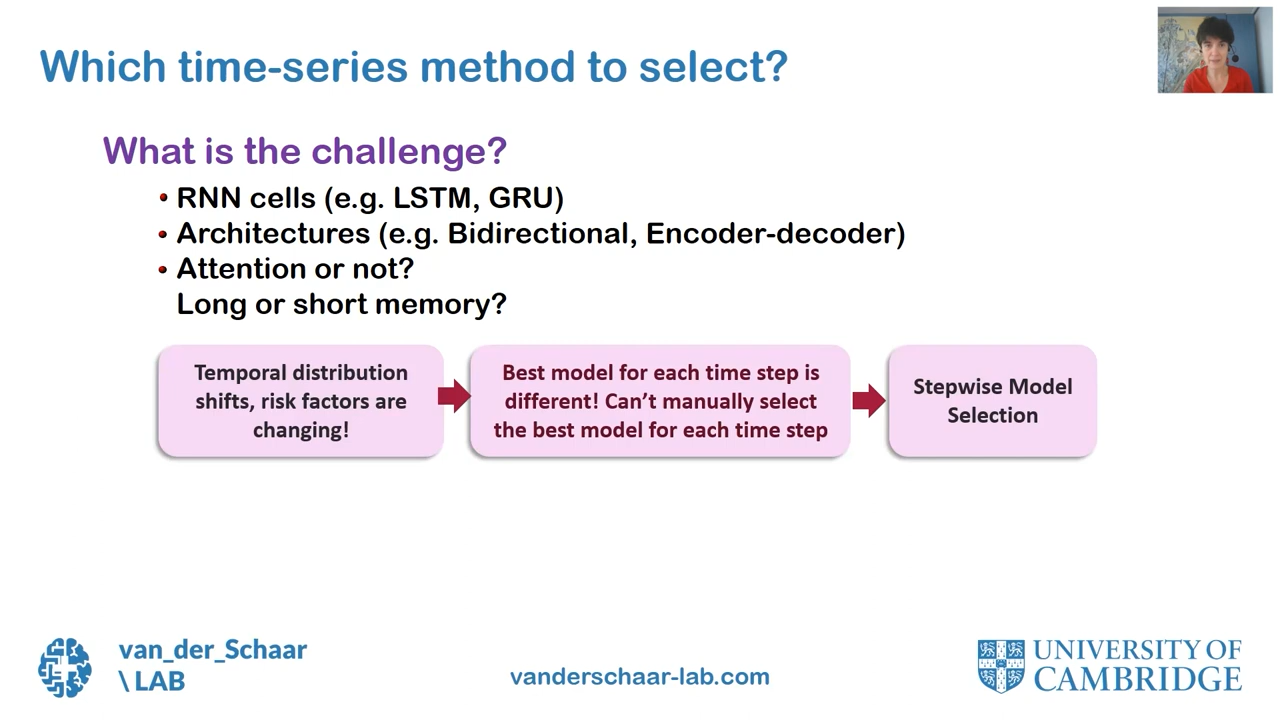 Which time-series method to select?
What is the challenge?
• RNN cells (e.g. LSTM, GRU)
• Architectures (e.g. Bidirectional, Encoder-decoder)
• Attention or not?
Long or short memory?
Temporal distribution
shifts, risk factors are
changing!
Best model for each time step is
different! Can't manually select
the best model for each time step
Stepwise Model
Selection
van_der_Schaar
\ LAB
vanderschaar-lab.com
UNIVERSITY OF
CAMBRIDGE